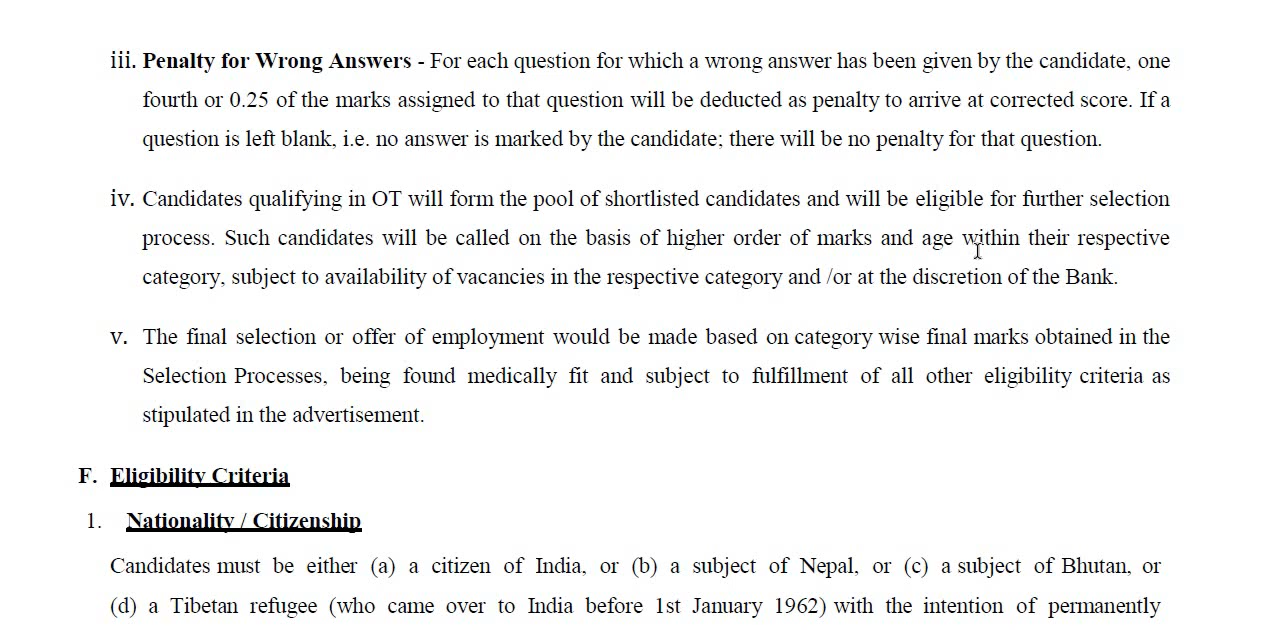 iii. Penalty for Wrong Answers - For each question for which a wrong answer has been given by the candidate, one
fourth or 0.25 of the marks assigned to that question will be deducted as penalty to arrive at corrected score. If a
question is left blank, i.e. no answer is marked by the candidate; there will be no penalty for that question.
iv. Candidates qualifying in OT will form the pool of shortlisted candidates and will be eligible for further selection
process. Such candidates will be called on the basis of higher order of marks and age within their respective
category, subject to availability of vacancies in the respective category and /or at the discretion of the Bank.
v. The final selection or offer of employment would be made based on category wise final marks obtained in the
Selection Processes, being found medically fit and subject to fulfillment of all other eligibility criteria as
stipulated in the advertisement.
F. Eligibility Criteria
1. Nationality / Citizenship
Candidates must be either (a) a citizen of India, or (b) a subject of Nepal, or (c) a subject of Bhutan, or
(d) a Tibetan refugee (who came over to India before 1st January 1962) with the intention of permanently